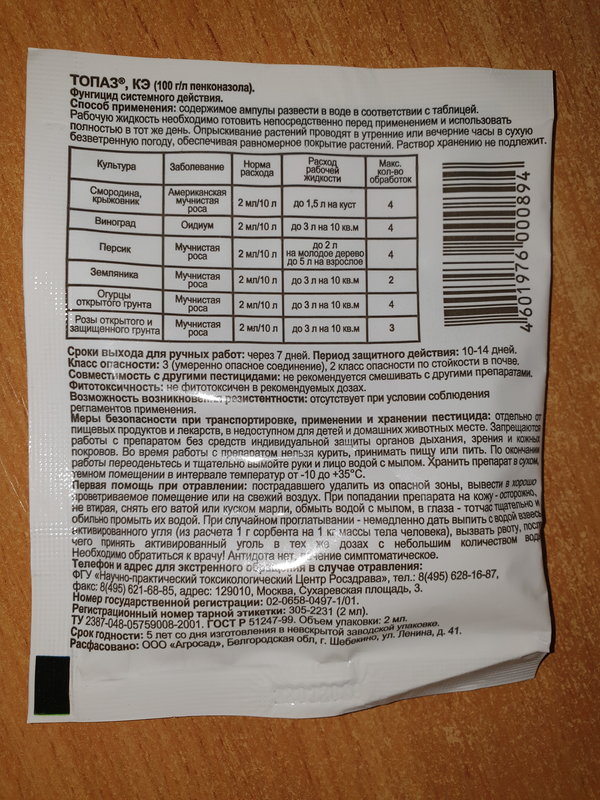 ТОПАЗ®, КЭ (100 г/л пенконазола).
Фунгицид системного действия.
Способ применения: содержимое ампулы развести в воде в соответствии с таблицей.
Рабочую жидкость необходимо готовить непосредственно перед применением и использовать
полностью в тот же день. Опрыскивание растений проводят в утренние или вечерние часы в сухую
безветренную погоду, обеспечивая равномерное покрытие растений. Раствор хранению не подлежит.
Культура Заболевание Норма расхода Расход рабочей жидкости Макс. кол-во обработок
Смородина, крыжовник Американская мучнистая роса 2 мл/10 л до 1,5 л на куст 4
Виноград Оидиум 2 мл/10 л до 3 л на 10 кв.м 4
Персик Мучнистая роса 2 мл/10 л до 2 л на молодое дерево до 5 л на взрослое 4
Земляника Мучнистая роса 2 мл/10 л до 3 л на 10 кв.м 2
Огурцы открытого грунта Мучнистая роса 2 мл/10 л до 3 л на 10 кв.м 4
Розы открытого и защищенного грунта Мучнистая роса 2 мл/10 л до 3 л на 10 кв.м 3
4 601976 000894
Сроки выхода для ручных работ: через 7 дней. Период защитного действия: 10-14 дней.
Класс опасности: 3 (умеренно опасное соединение), 2 класс опасности по стойкости в почве.
Совместимость с другими пестицидами: не рекомендуется смешивать с другими препаратами.
Фитотоксичность: не фитотоксичен в рекомендуемых дозах.
Возможность возникновения резистентности: отсутствует при условии соблюдения
регламентов применения.
Меры безопасности при транспортировке, применении и хранении пестицида: отдельно от
пищевых продуктов и лекарств, в недоступном для детей и домашних животных месте. Запрещаются
работы с препаратом без средств индивидуальной защиты органов дыхания, зрения и кожных
покровов. Во время работы с препаратом нельзя курить, принимать пищу или пить. По окончании
работы переоденьтесь и тщательно вымойте руки и лицо водой с мылом. Хранить препарат в сухом,
темном помещении в интервале температур от -10 до +35°С.
Первая помощь при отравлении: пострадавшего удалить из опасной зоны, вывести в хорошо
проветриваемое помещение или на свежий воздух. При попадании препарата на кожу - осторожно,
не втирая, снять его ватой или куском марли, обмыть водой с мылом, в глаза - тотчас тщательно и
обильно промыть их водой. При случайном проглатывании - немедленно дать выпить с водой взвесь
активированного угля (из расчета 1 г сорбента на 1 кг массы тела человека), вызвать рвоту, после
чего принять активированный уголь в тех же дозах с небольшим количеством воды
Необходимо обратиться к врачу! Антидота нет, лечение симптоматическое.
Телефон и адрес для экстренного обращения в случае отравления:
ФГУ «Научно-практический токсикологический Центр Росздрава», тел.: 8(495) 628-16-87,
факс: 8(495) 621-68-85, адрес: 129010, Москва, Сухаревская площадь, 3.
Номер государственной регистрации: 02-0658-0497-1/01.
Регистрационный номер тарной этикетки: 305-2231 (2 мл).
ТУ 2387-048-05759008-2001. ГОСТ Р 51247-99. Объем упаковки: 2 мл.
Срок годности: 5 лет со дня изготовления в невскрытой заводской упаковке.
Расфасовано: ООО «Агросад», Белгородская обл, г. Шебекино, ул. Ленина, д. 41.